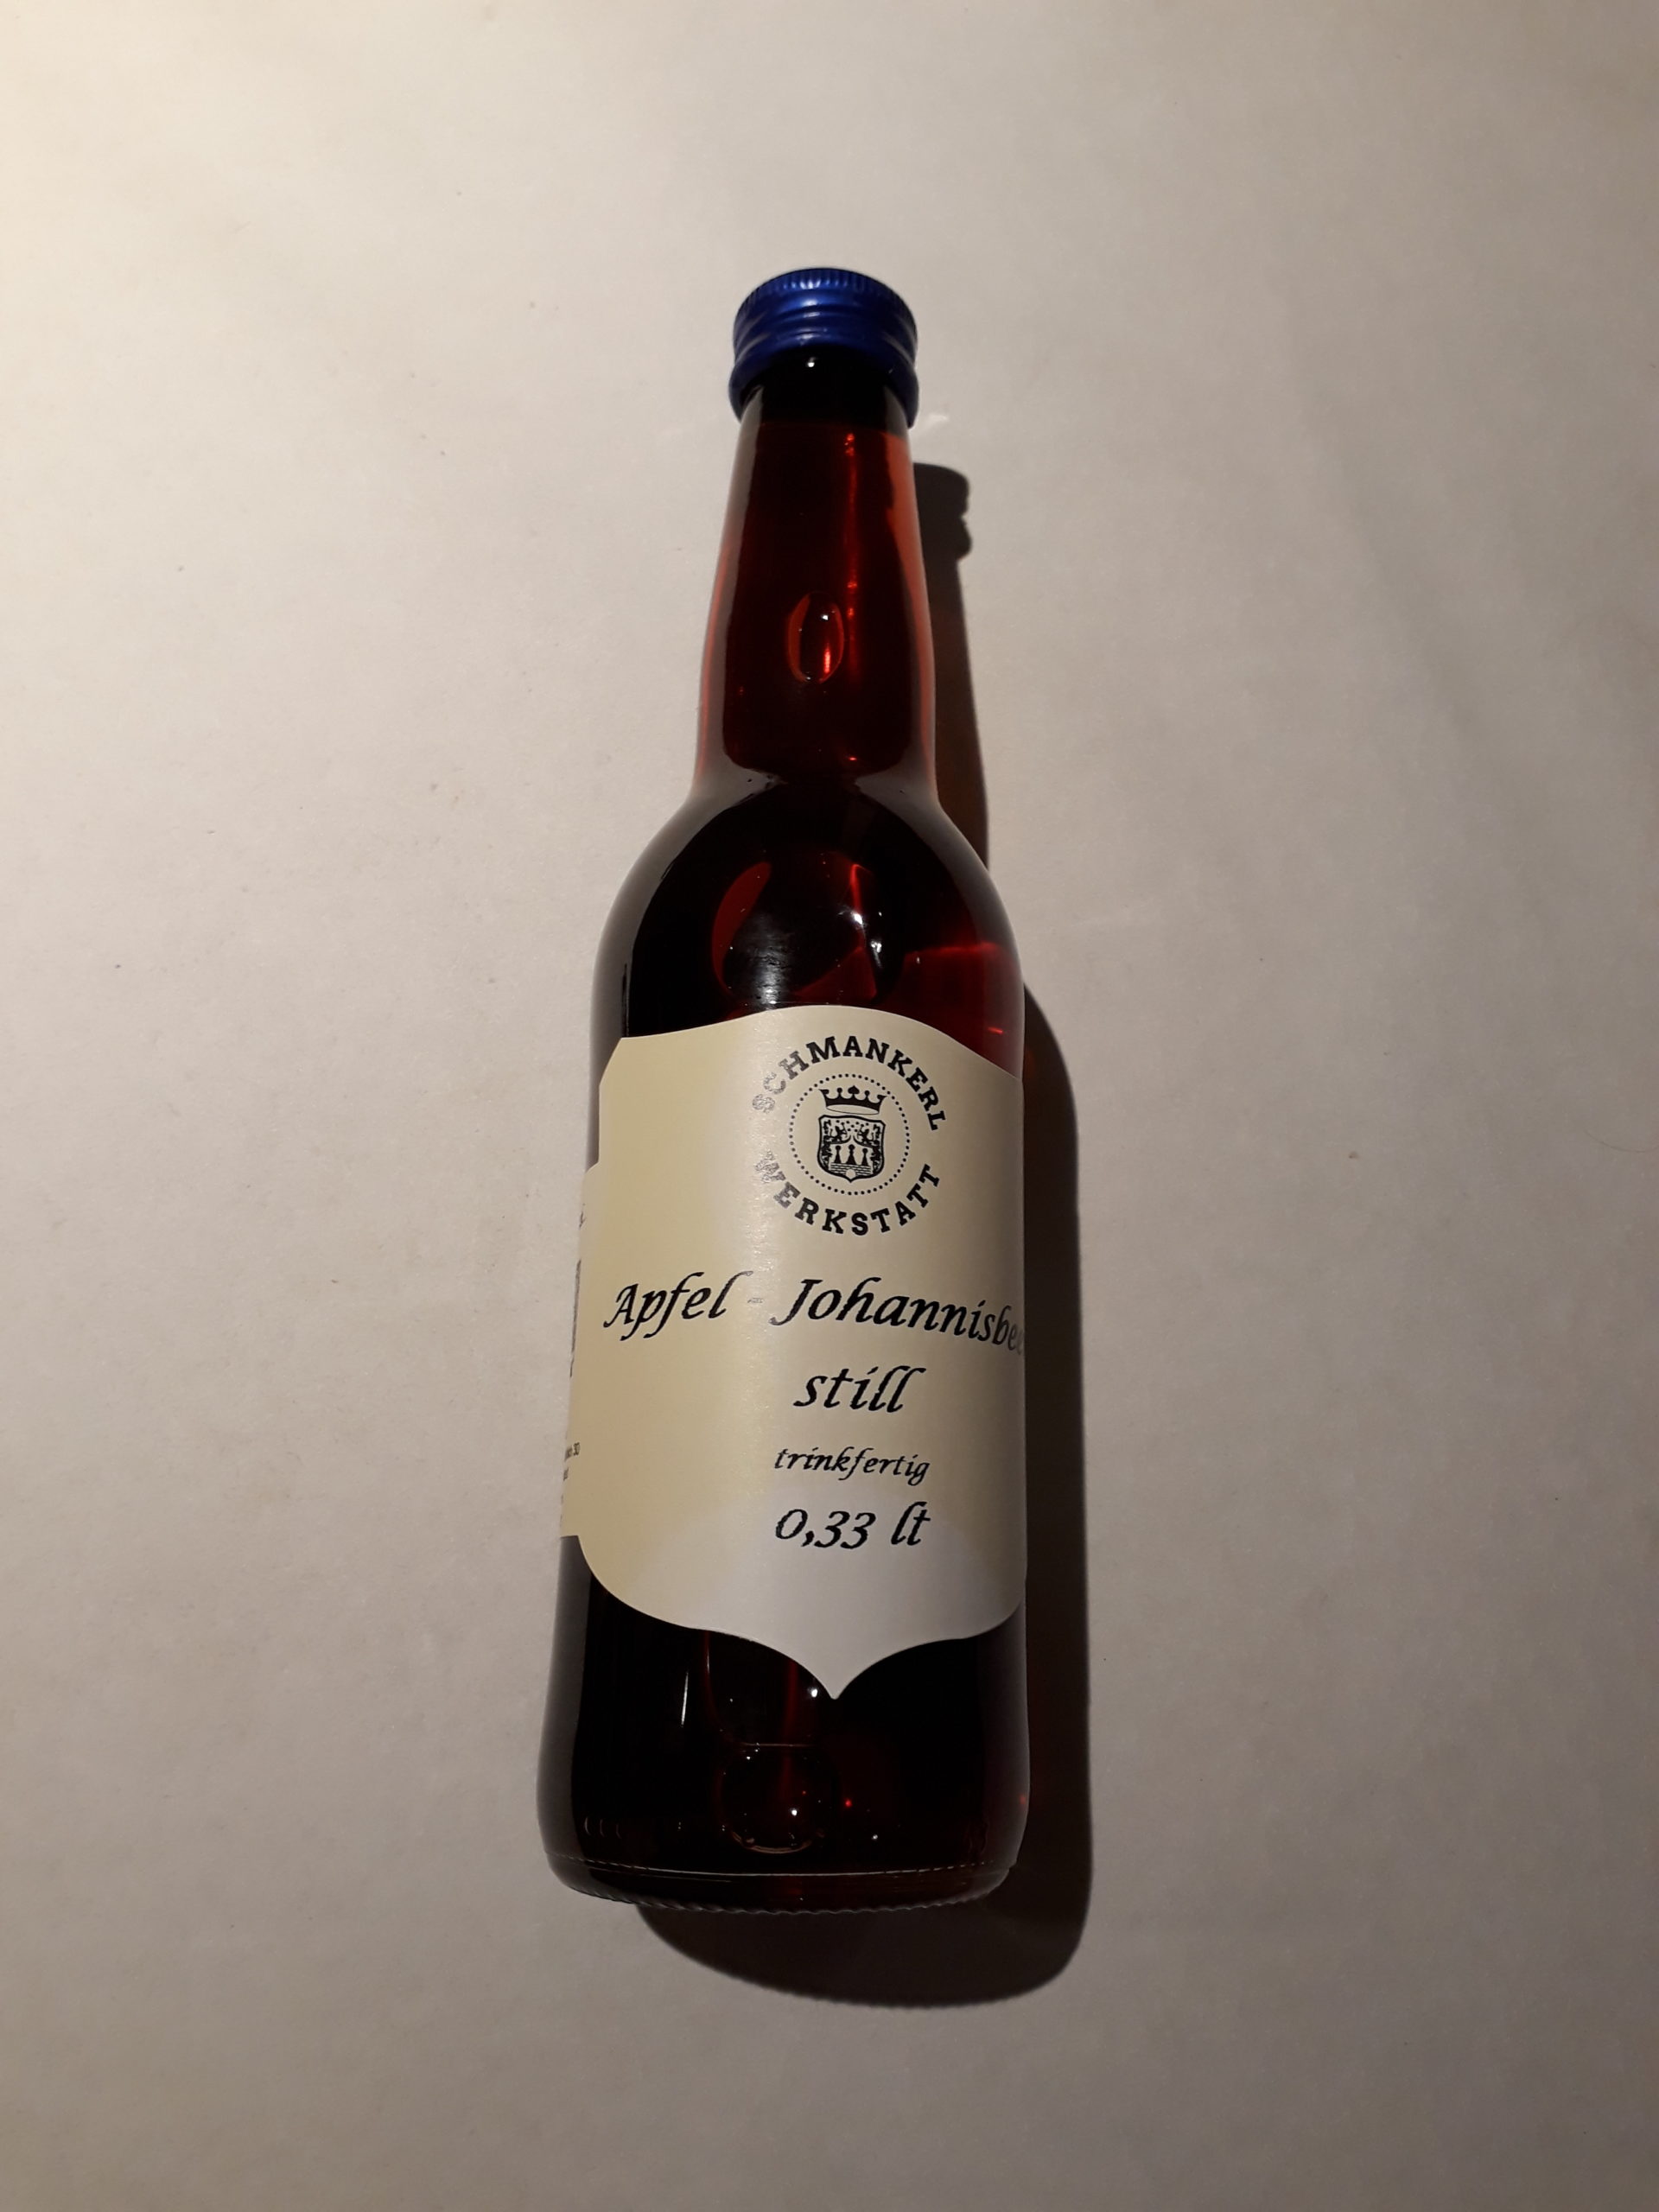 SCHMANKERL
WERKSTATT
Apfel - Johannisbee
still
trinkfertig
0,33 lt